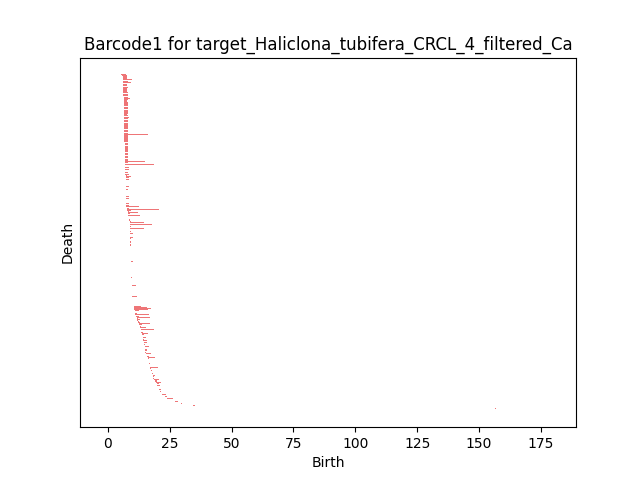 Barcode1 for target_Haliclona_tubifera_CRCL_4_filtered_Ca
Death
0 25 50 75 100 125 150 175
Birth